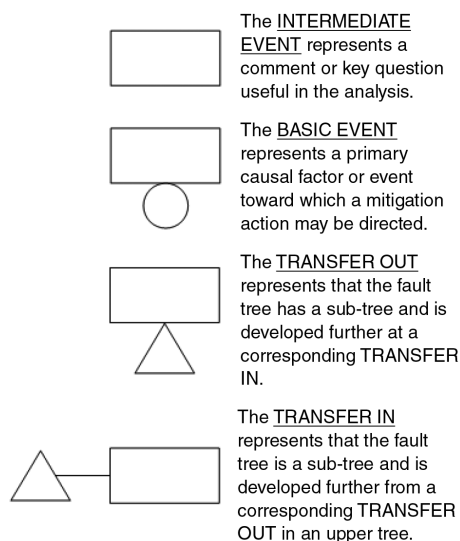 The INTERMEDIATE
EVENT represents a
comment or key question
useful in the analysis.
The BASIC EVENT
represents a primary
causal factor or event
toward which a mitigation
action may be directed.
The TRANSFER OUT
represents that the fault
tree has a sub-tree and is
developed further at a
corresponding TRANSFER
IN.
The TRANSFER IN
represents that the fault
tree is a sub-tree and is
developed further from a
corresponding TRANSFER
OUT in an upper tree.